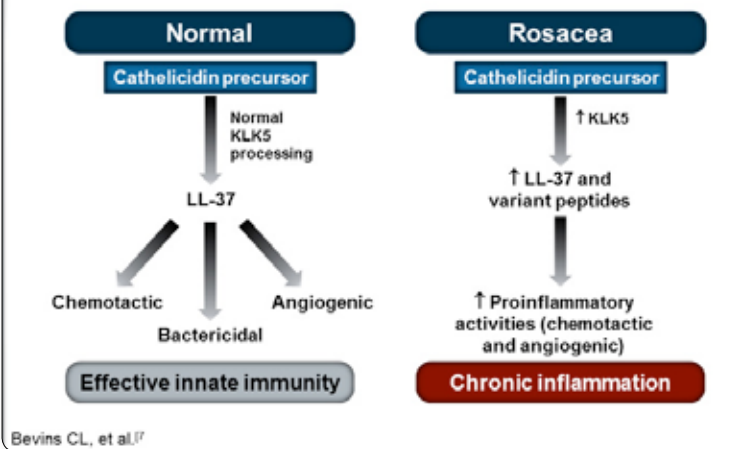 Normal
Cathelicidin precursor
Normal
KLK5
processing
LL-37
Chemotactic
Angiogenic
Bactericidal
Effective innate immunity
Rosacea
Cathelicidin precursor
↑ KLK5
↑ LL-37 and
variant peptides
↑ Proinflammatory
activities (chemotactic
and angiogenic)
Chronic inflammation
Bevins CL, et al.[7